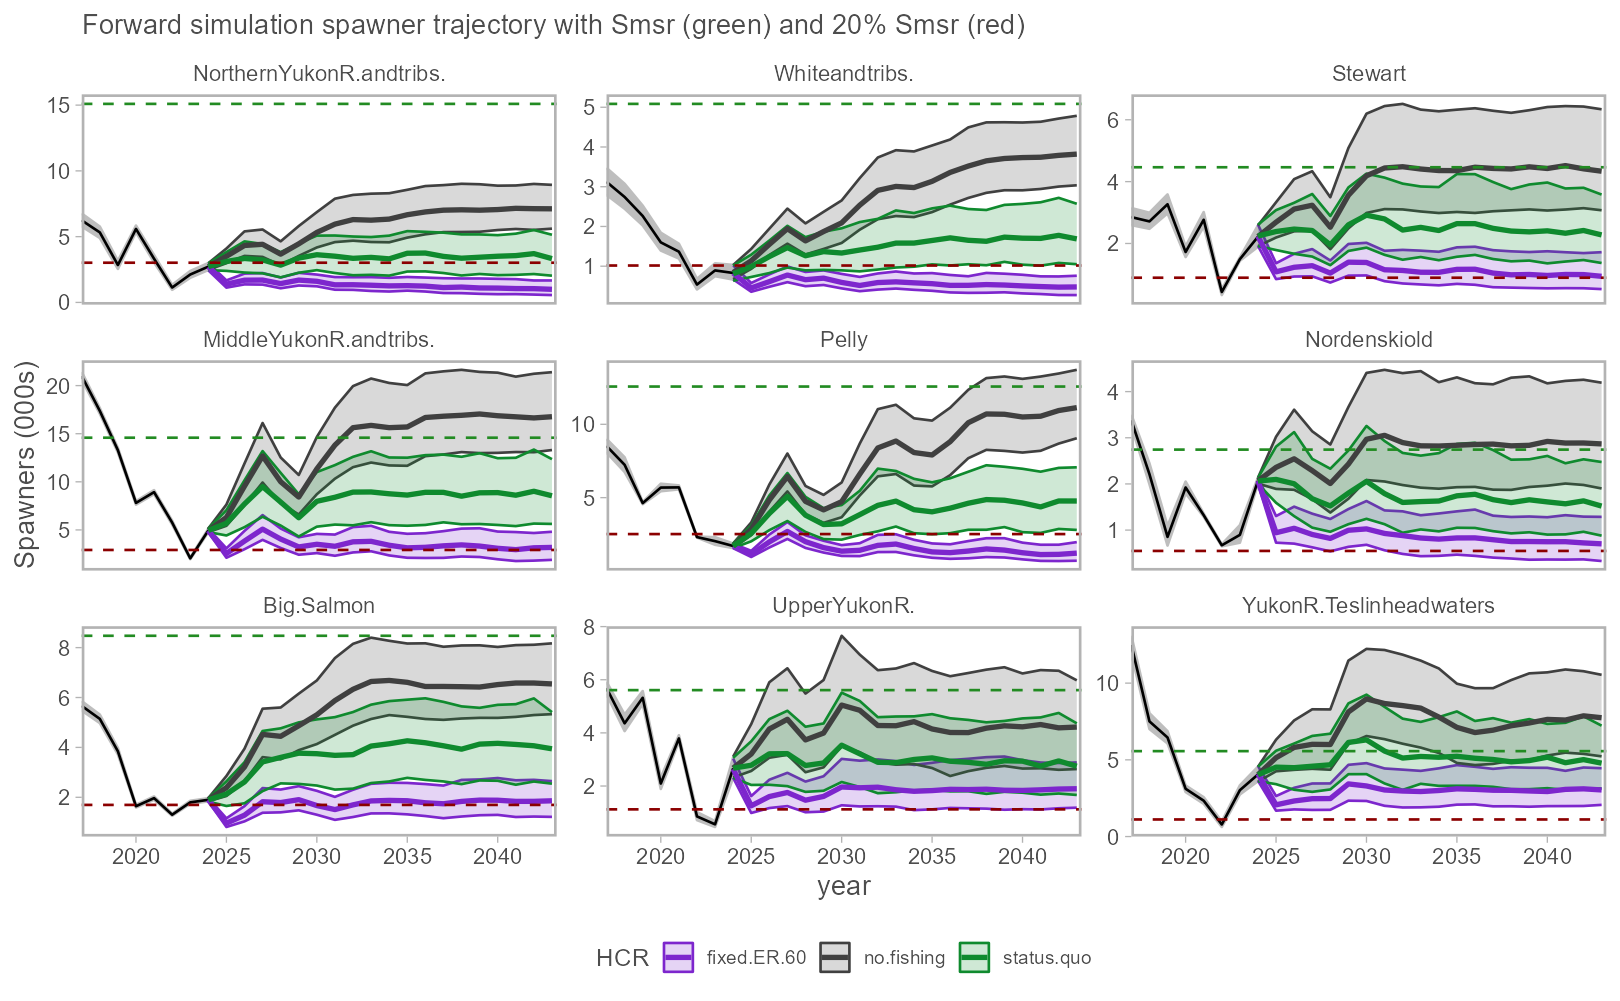 Forward simulation spawner trajectory with Smsr (green) and 20% Smsr (red)
NorthernYukonR.andtribs.
Whiteandtribs.
Stewart
15
10
5
0
5
4
3
2
1
6
4
2
MiddleYukonR.andtribs.
Pelly
Nordenskiold
20
15
10
5
10
5
4
3
2
1
Big.Salmon
UpperYukonR.
YukonR.Teslinheadwaters
8
6
4
2
8
6
4
2
10
5
0
2020 2025 2030 2035 2040
2020 2025 2030 2035 2040
2020 2025 2030 2035 2040
Spawners (000s)
year
HCR fixed.ER.60 no.fishing status.quo